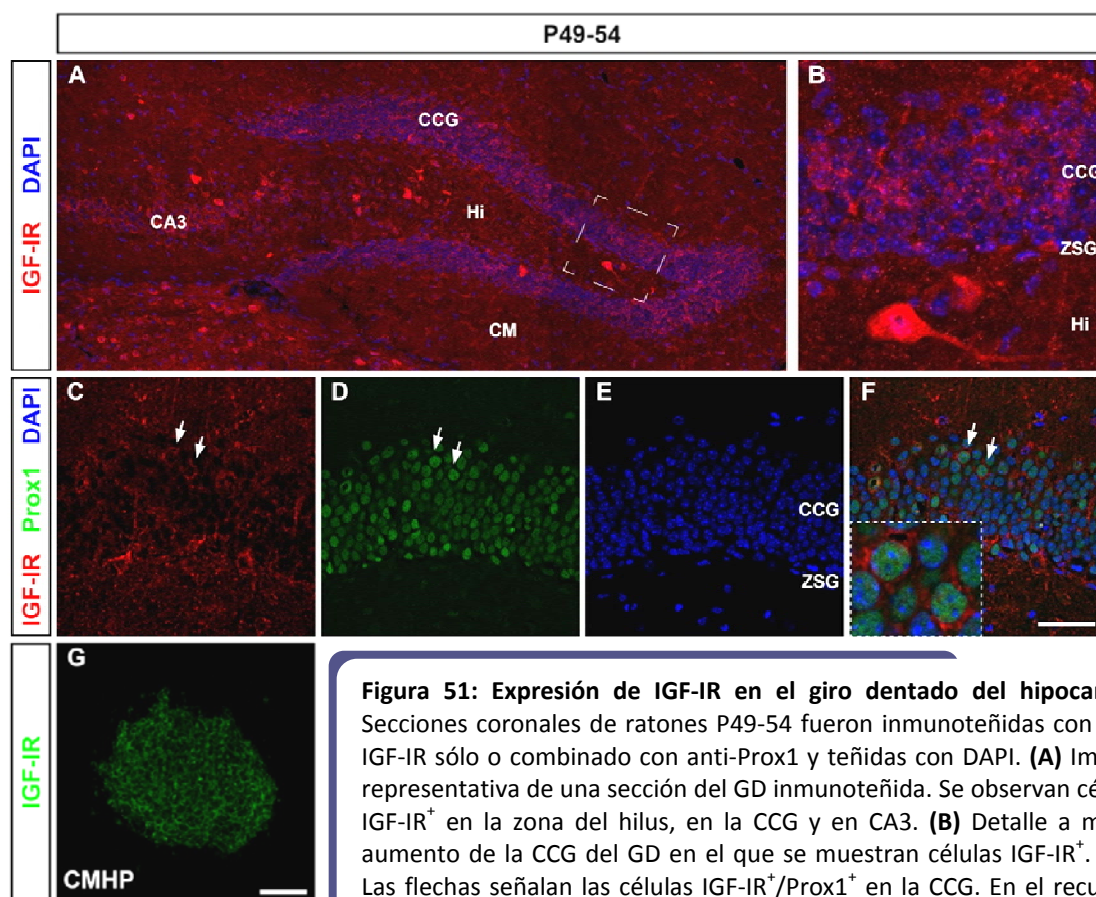 P49-54
IGF-IR DAPI
A
CCG
CA3
Hi
CM
B
CCG
ZSG
Hi
IGF-IR Prox1 DAPI
C
D
E
CCG
ZSG
F
IGF-IR
G
CMHP
Figura 51: Expresión de IGF-IR en el giro dentado del hipocar
Secciones coronales de ratones P49-54 fueron inmunoteñidas con
IGF-IR sólo o combinado con anti-Prox1 y teñidas con DAPI. (A) Im
representativa de una sección del GD inmunoteñida. Se observan cé
IGF-IR⁺ en la zona del hilus, en la CCG y en CA3. (B) Detalle a m
aumento de la CCG del GD en el que se muestran células IGF-IR⁺.
Las flechas señalan las células IGF-IR⁺/Prox1⁺ en la CCG. En el recu